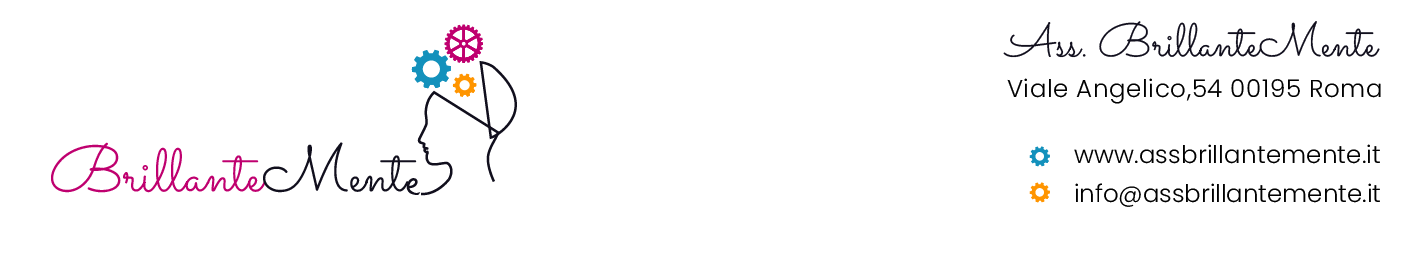 BrillanteMente
Ass. BrillanteMente
Viale Angelico,54 00195 Roma
www.assbrillantemente.it
info@assbrillantemente.it